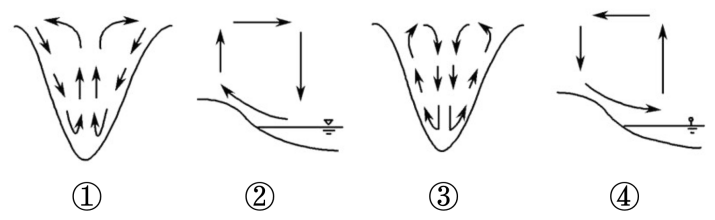 ① ② ③ ④